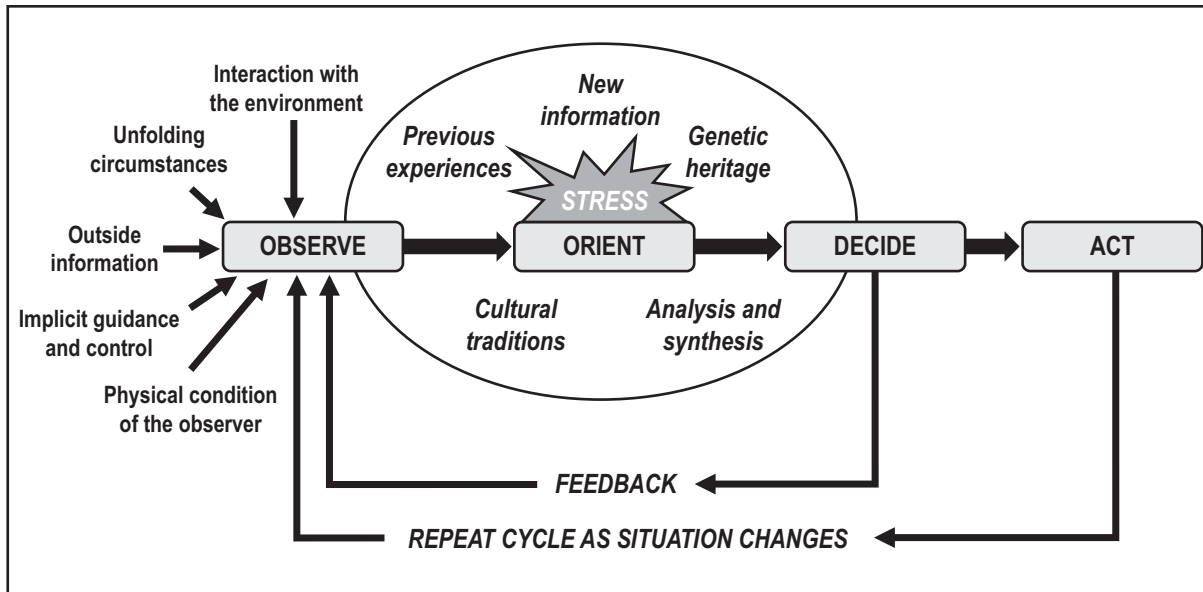 Interaction with
the environment
Unfolding
circumstances
Outside
information
Implicit guidance
and control
Physical condition
of the observer
OBSERVE
Previous
experiences
New
information
Genetic
heritage
STRESS
ORIENT
Cultural
traditions
Analysis and
synthesis
DECIDE
ACT
FEEDBACK
REPEAT CYCLE AS SITUATION CHANGES